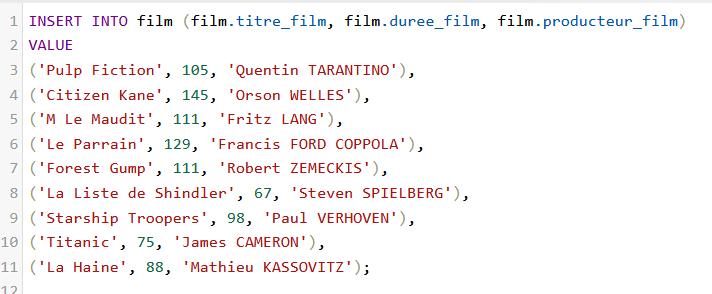 1 INSERT INTO film (film.titre_film, film.duree_film, film.producteur_film)
2 VALUE
3 ('Pulp Fiction', 105, 'Quentin TARANTINO'),
4 ('Citizen Kane', 145, 'Orson WELLES'),
5 ('M Le Maudit', 111, 'Fritz LANG'),
6 ('Le Parrain', 129, 'Francis FORD COPPOLA'),
7 ('Forest Gump', 111, 'Robert ZEMECKIS'),
8 ('La Liste de Shindler', 67, 'Steven SPIELBERG'),
9 ('Starship Troopers', 98, 'Paul VERHOVEN'),
10 ('Titanic', 75, 'James CAMERON'),
11 ('La Haine', 88, 'Mathieu KASSOVITZ');
12